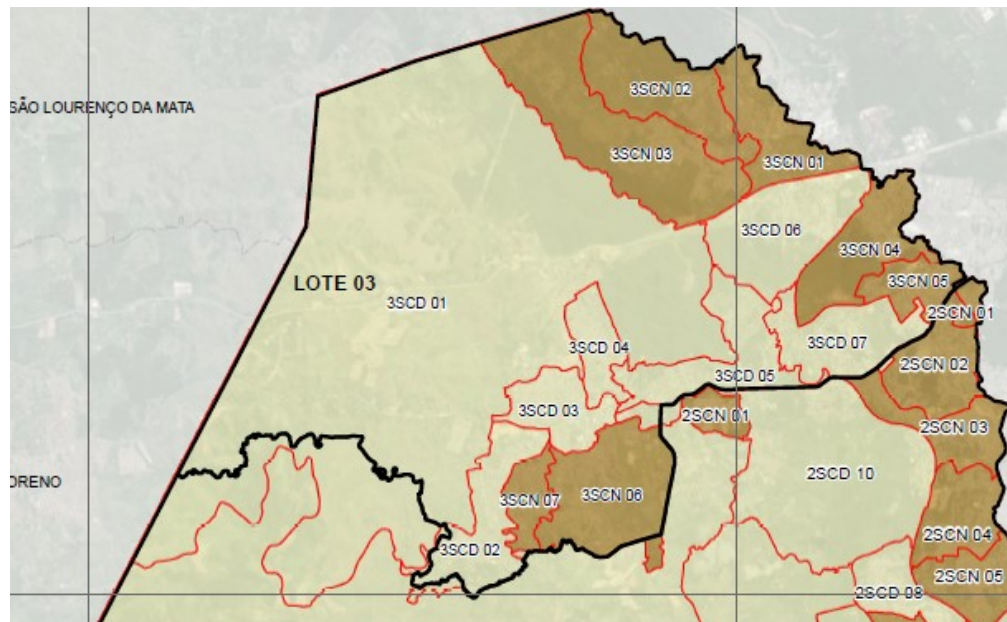 3SCN 02
SÃO LOURENÇO DA MATA
3SCN 03
3SCN 01
3SCD 06
3SCN 04
LOTE 03
3SCN 05
3SCD 01
2SCN 01
3SCD 07
3SCD 04
2SCN 02
3SCD 05
3SCD 03
2SCN 01
2SCN 03
2SCD 10
ORENO
3SCN 07
3SCN 06
2SCN 04
3SCD 02
2SCN 05
2SCD 08